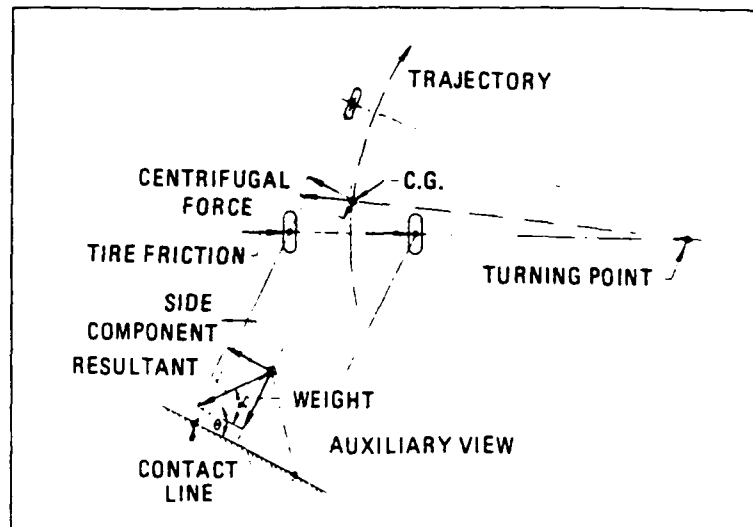 TRAJECTORY
CENTRIFUGAL
FORCE
C.G.
TIRE FRICTION
TURNING POINT
SIDE
COMPONENT
RESULTANT
WEIGHT
α
θ
AUXILIARY VIEW
CONTACT
LINE